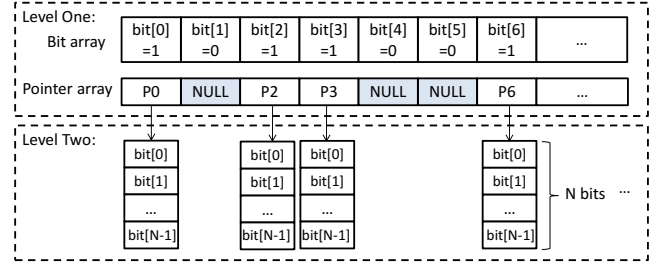 Level One:
Bit array
bit[0] =1 bit[1] =0 bit[2] =1 bit[3] =1 bit[4] =0 bit[5] =0 bit[6] =1 ...
Pointer array P0 NULL P2 P3 NULL NULL P6 ...
Level Two:
bit[0] bit[0] bit[0] bit[0]
bit[1] bit[1] bit[1] bit[1]
N bits ...
... ... ... ...
bit[N-1] bit[N-1] bit[N-1] bit[N-1]